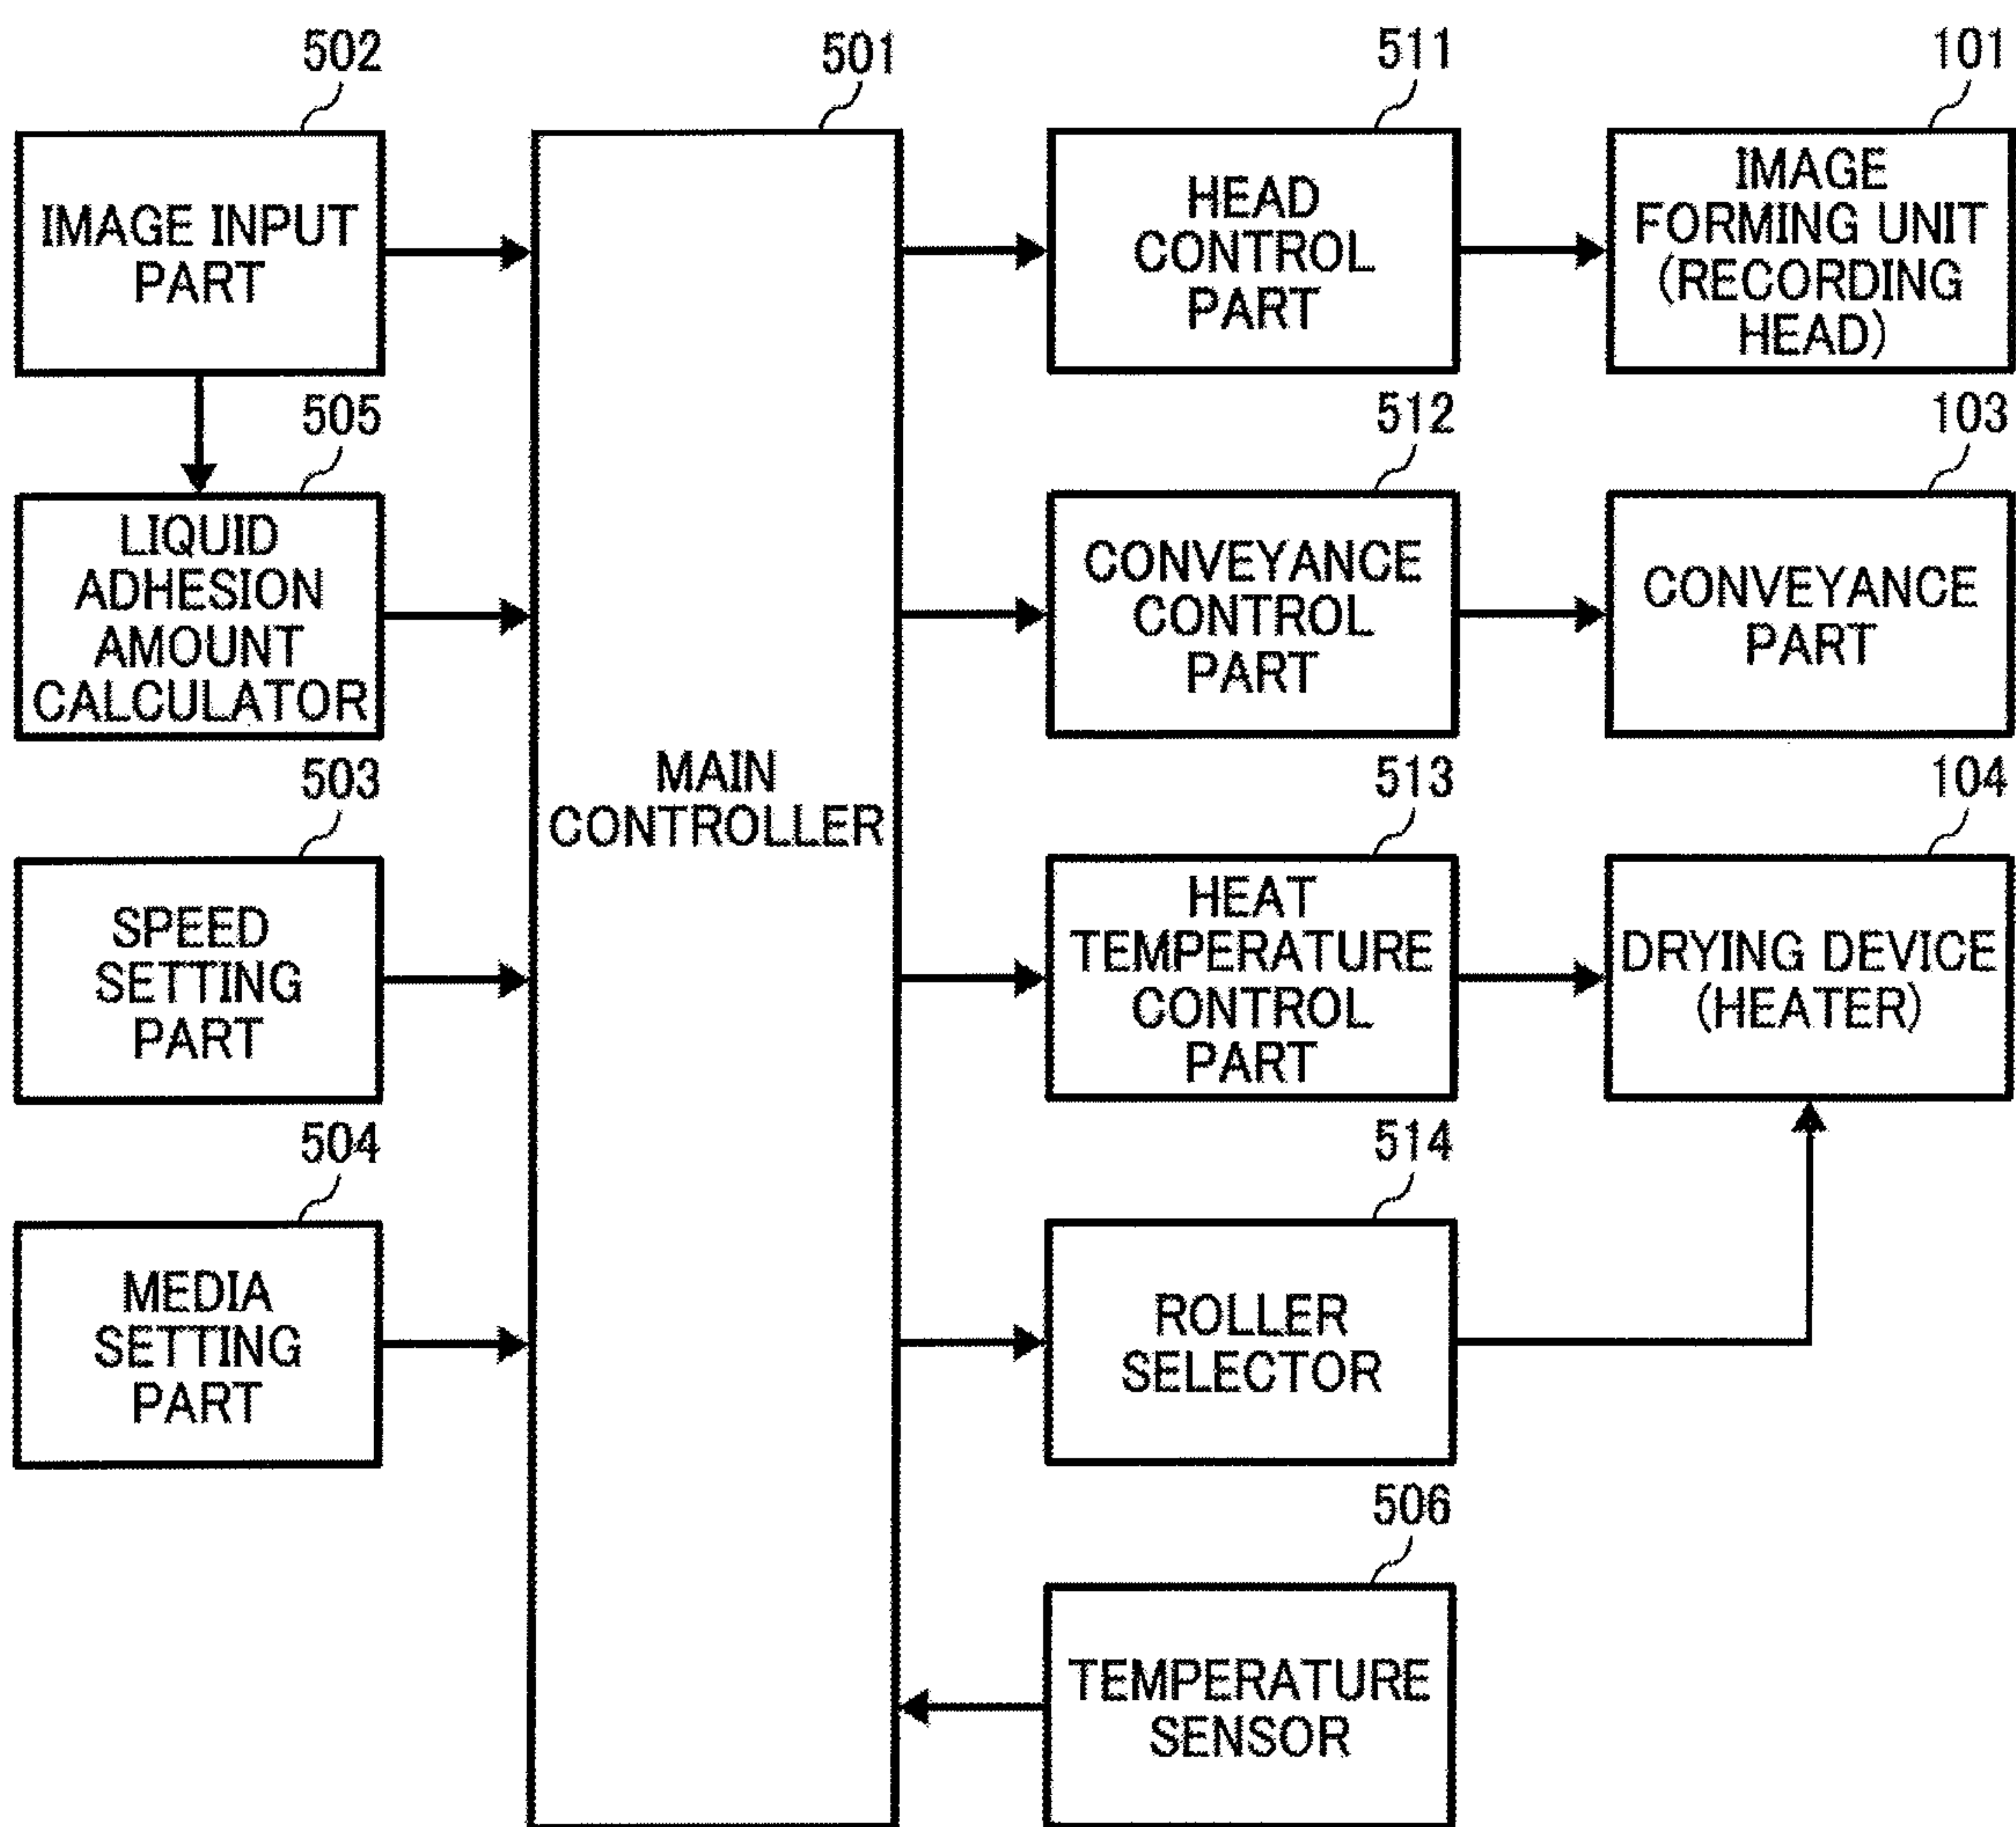 502
501
511
101
IMAGE INPUT
PART
HEAD
CONTROL
PART
IMAGE
FORMING UNIT
(RECORDING
HEAD)
505
512
103
LIQUID
ADHESION
AMOUNT
CALCULATOR
MAIN
CONTROLLER
CONVEYANCE
CONTROL
PART
CONVEYANCE
PART
503
513
104
SPEED
SETTING
PART
HEAT
TEMPERATURE
CONTROL
PART
DRYING DEVICE
(HEATER)
504
514
MEDIA
SETTING
PART
ROLLER
SELECTOR
506
TEMPERATURE
SENSOR